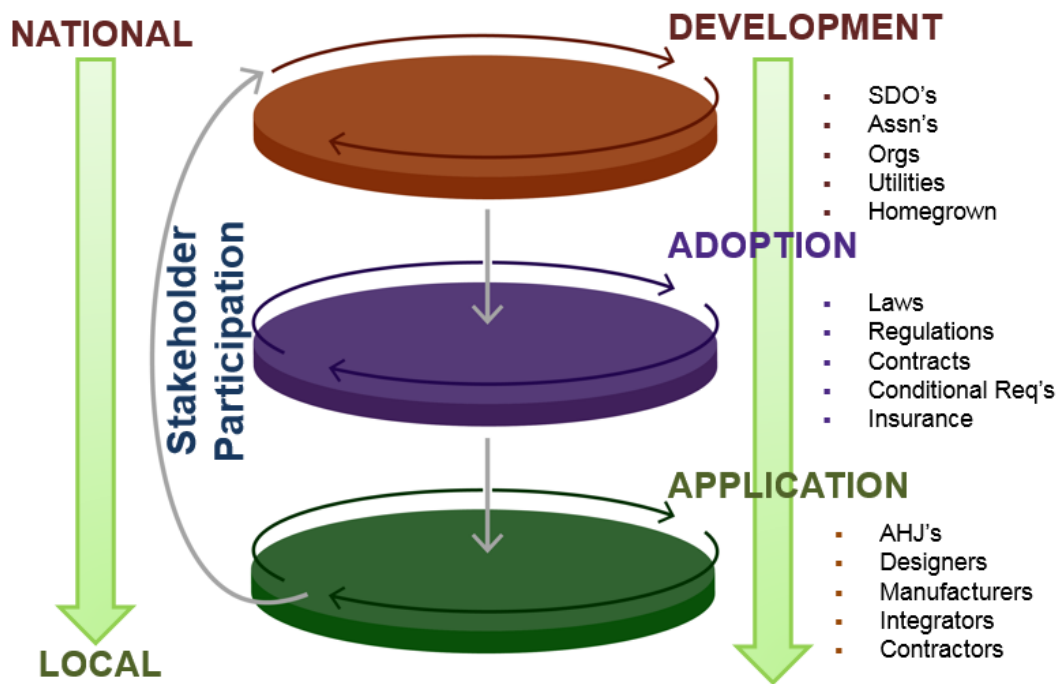 NATIONAL
DEVELOPMENT
SDO's
Assn's
Orgs
Utilities
Homegrown
Stakeholder
Participation
ADOPTION
Laws
Regulations
Contracts
Conditional Req's
Insurance
APPLICATION
AHJ's
Designers
Manufacturers
Integrators
Contractors
LOCAL